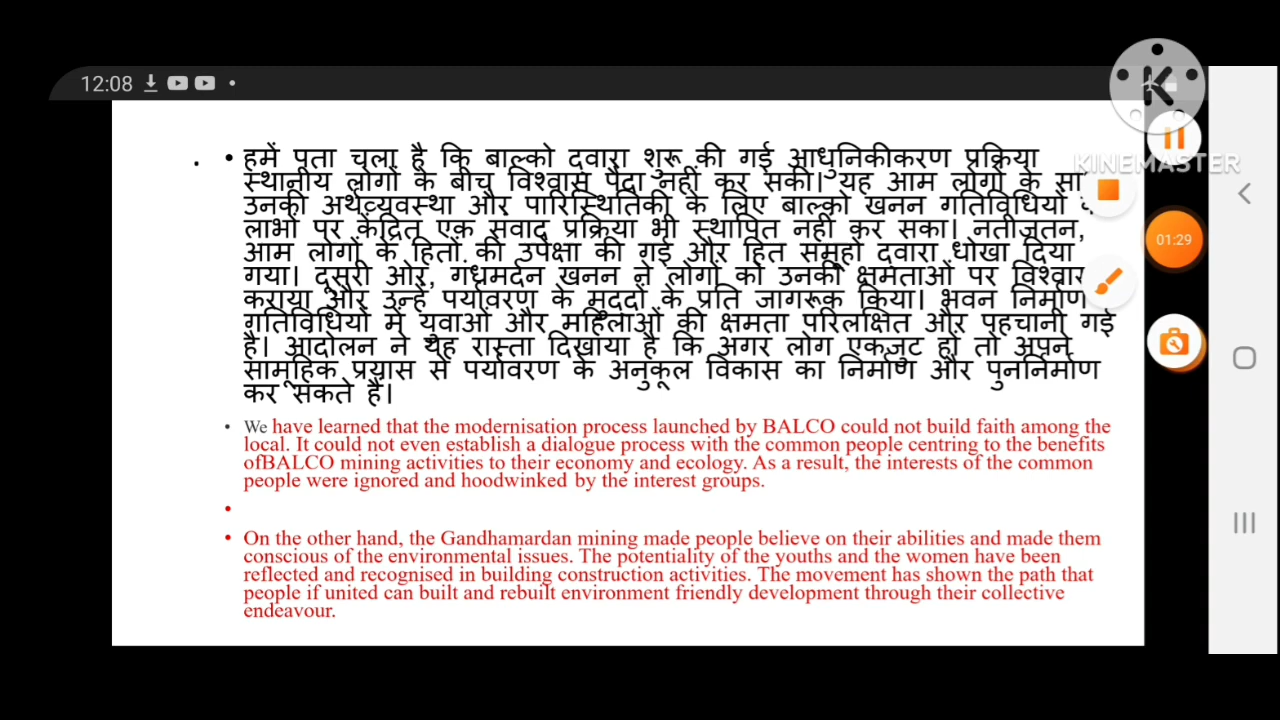 12:08
KINEMASTER
01:29
. • हमें पता चला है कि बाल्को दवारा शुरू की गई आधुनिकीकरण प्रक्रिया
स्थानीय लोगों के बीच विश्वास पैदा नहीं कर सकी। यह आम लोगों के
उनकी अर्थव्यवस्था और पारिस्थितिकी के लिए बाल्को खनन गतिविधियों
लाभों पर केंद्रित एक संवाद प्रक्रिया भी स्थापित नहीं कर सका। नतीजतन,
आम लोगों के हितों की उपेक्षा की गई और हित समूहों दवारा धोखा दिया
गया। दूसरी ओर, गंधमर्दन खनन ने लोगों को उनकी क्षमताओं पर
कराया और उन्हें पर्यावरण के मुद्दों के प्रति जागरूक किया। भवन निर्माण
गतिविधियों में युवाओं और महिलाओं की क्षमता परिलक्षित और पहचानी गई
है। आंदोलन ने यह रास्ता दिखाया है कि अगर लोग एकजुट हों तो अपने
सामूहिक प्रयास से पर्यावरण के अनुकूल विकास का निर्माण और पुनर्निर्माण
कर सकते हैं।
• We have learned that the modernisation process launched by BALCO could not build faith among the
local. It could not even establish a dialogue process with the common people centring to the benefits
ofBALCO mining activities to their economy and ecology. As a result, the interests of the common
people were ignored and hoodwinked by the interest groups.
•
• On the other hand, the Gandhamardan mining made people believe on their abilities and made them
conscious of the environmental issues. The potentiality of the youths and the women have been
reflected and recognised in building construction activities. The movement has shown the path that
people if united can built and rebuilt environment friendly development through their collective
endeavour.